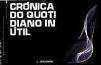 CRÓNICA
DO QUOTI
DIANO IN
ÚTIL